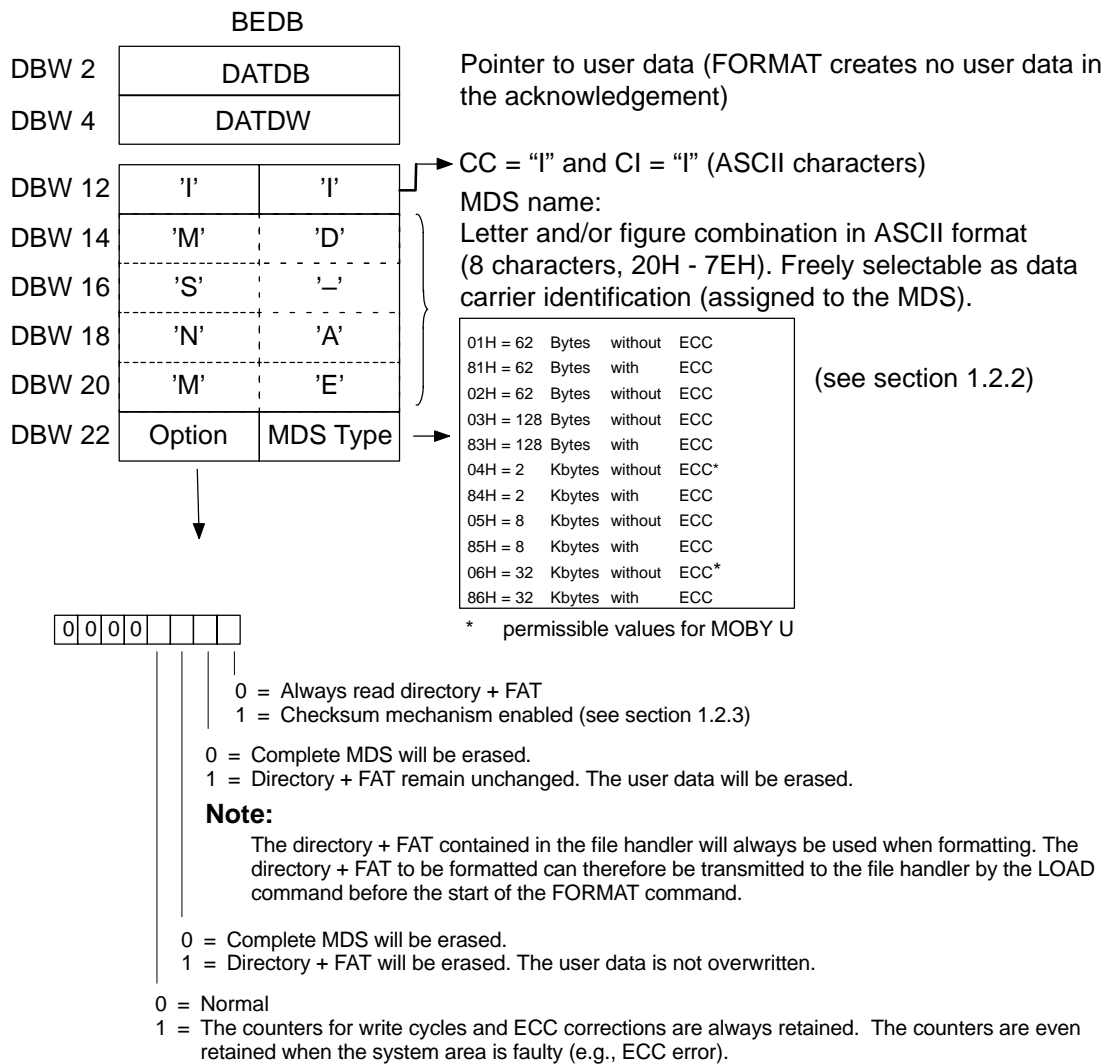 BEDB
DBW 2 DATDB
DBW 4 DATDW
Pointer to user data (FORMAT creates no user data in
the acknowledgement)
DBW 12 ’I’ ’I’
CC = “I” and CI = “I” (ASCII characters)
DBW 14 ’M’ ’D’
DBW 16 ’S’ ’–’
DBW 18 ’N’ ’A’
DBW 20 ’M’ ’E’
DBW 22 Option MDS Type
MDS name:
Letter and/or figure combination in ASCII format
(8 characters, 20H - 7EH). Freely selectable as data
carrier identification (assigned to the MDS).
01H = 62 Bytes without ECC
81H = 62 Bytes with ECC
02H = 62 Bytes without ECC
03H = 128 Bytes without ECC
83H = 128 Bytes with ECC
04H = 2 Kbytes without ECC*
84H = 2 Kbytes with ECC
05H = 8 Kbytes without ECC
85H = 8 Kbytes with ECC
06H = 32 Kbytes without ECC*
86H = 32 Kbytes with ECC
(see section 1.2.2)
* permissible values for MOBY U
0 0 0 0
0 = Always read directory + FAT
1 = Checksum mechanism enabled (see section 1.2.3)
0 = Complete MDS will be erased.
1 = Directory + FAT remain unchanged. The user data will be erased.
Note:
The directory + FAT contained in the file handler will always be used when formatting. The
directory + FAT to be formatted can therefore be transmitted to the file handler by the LOAD
command before the start of the FORMAT command.
0 = Complete MDS will be erased.
1 = Directory + FAT will be erased. The user data is not overwritten.
0 = Normal
1 = The counters for write cycles and ECC corrections are always retained. The counters are even
retained when the system area is faulty (e.g., ECC error).